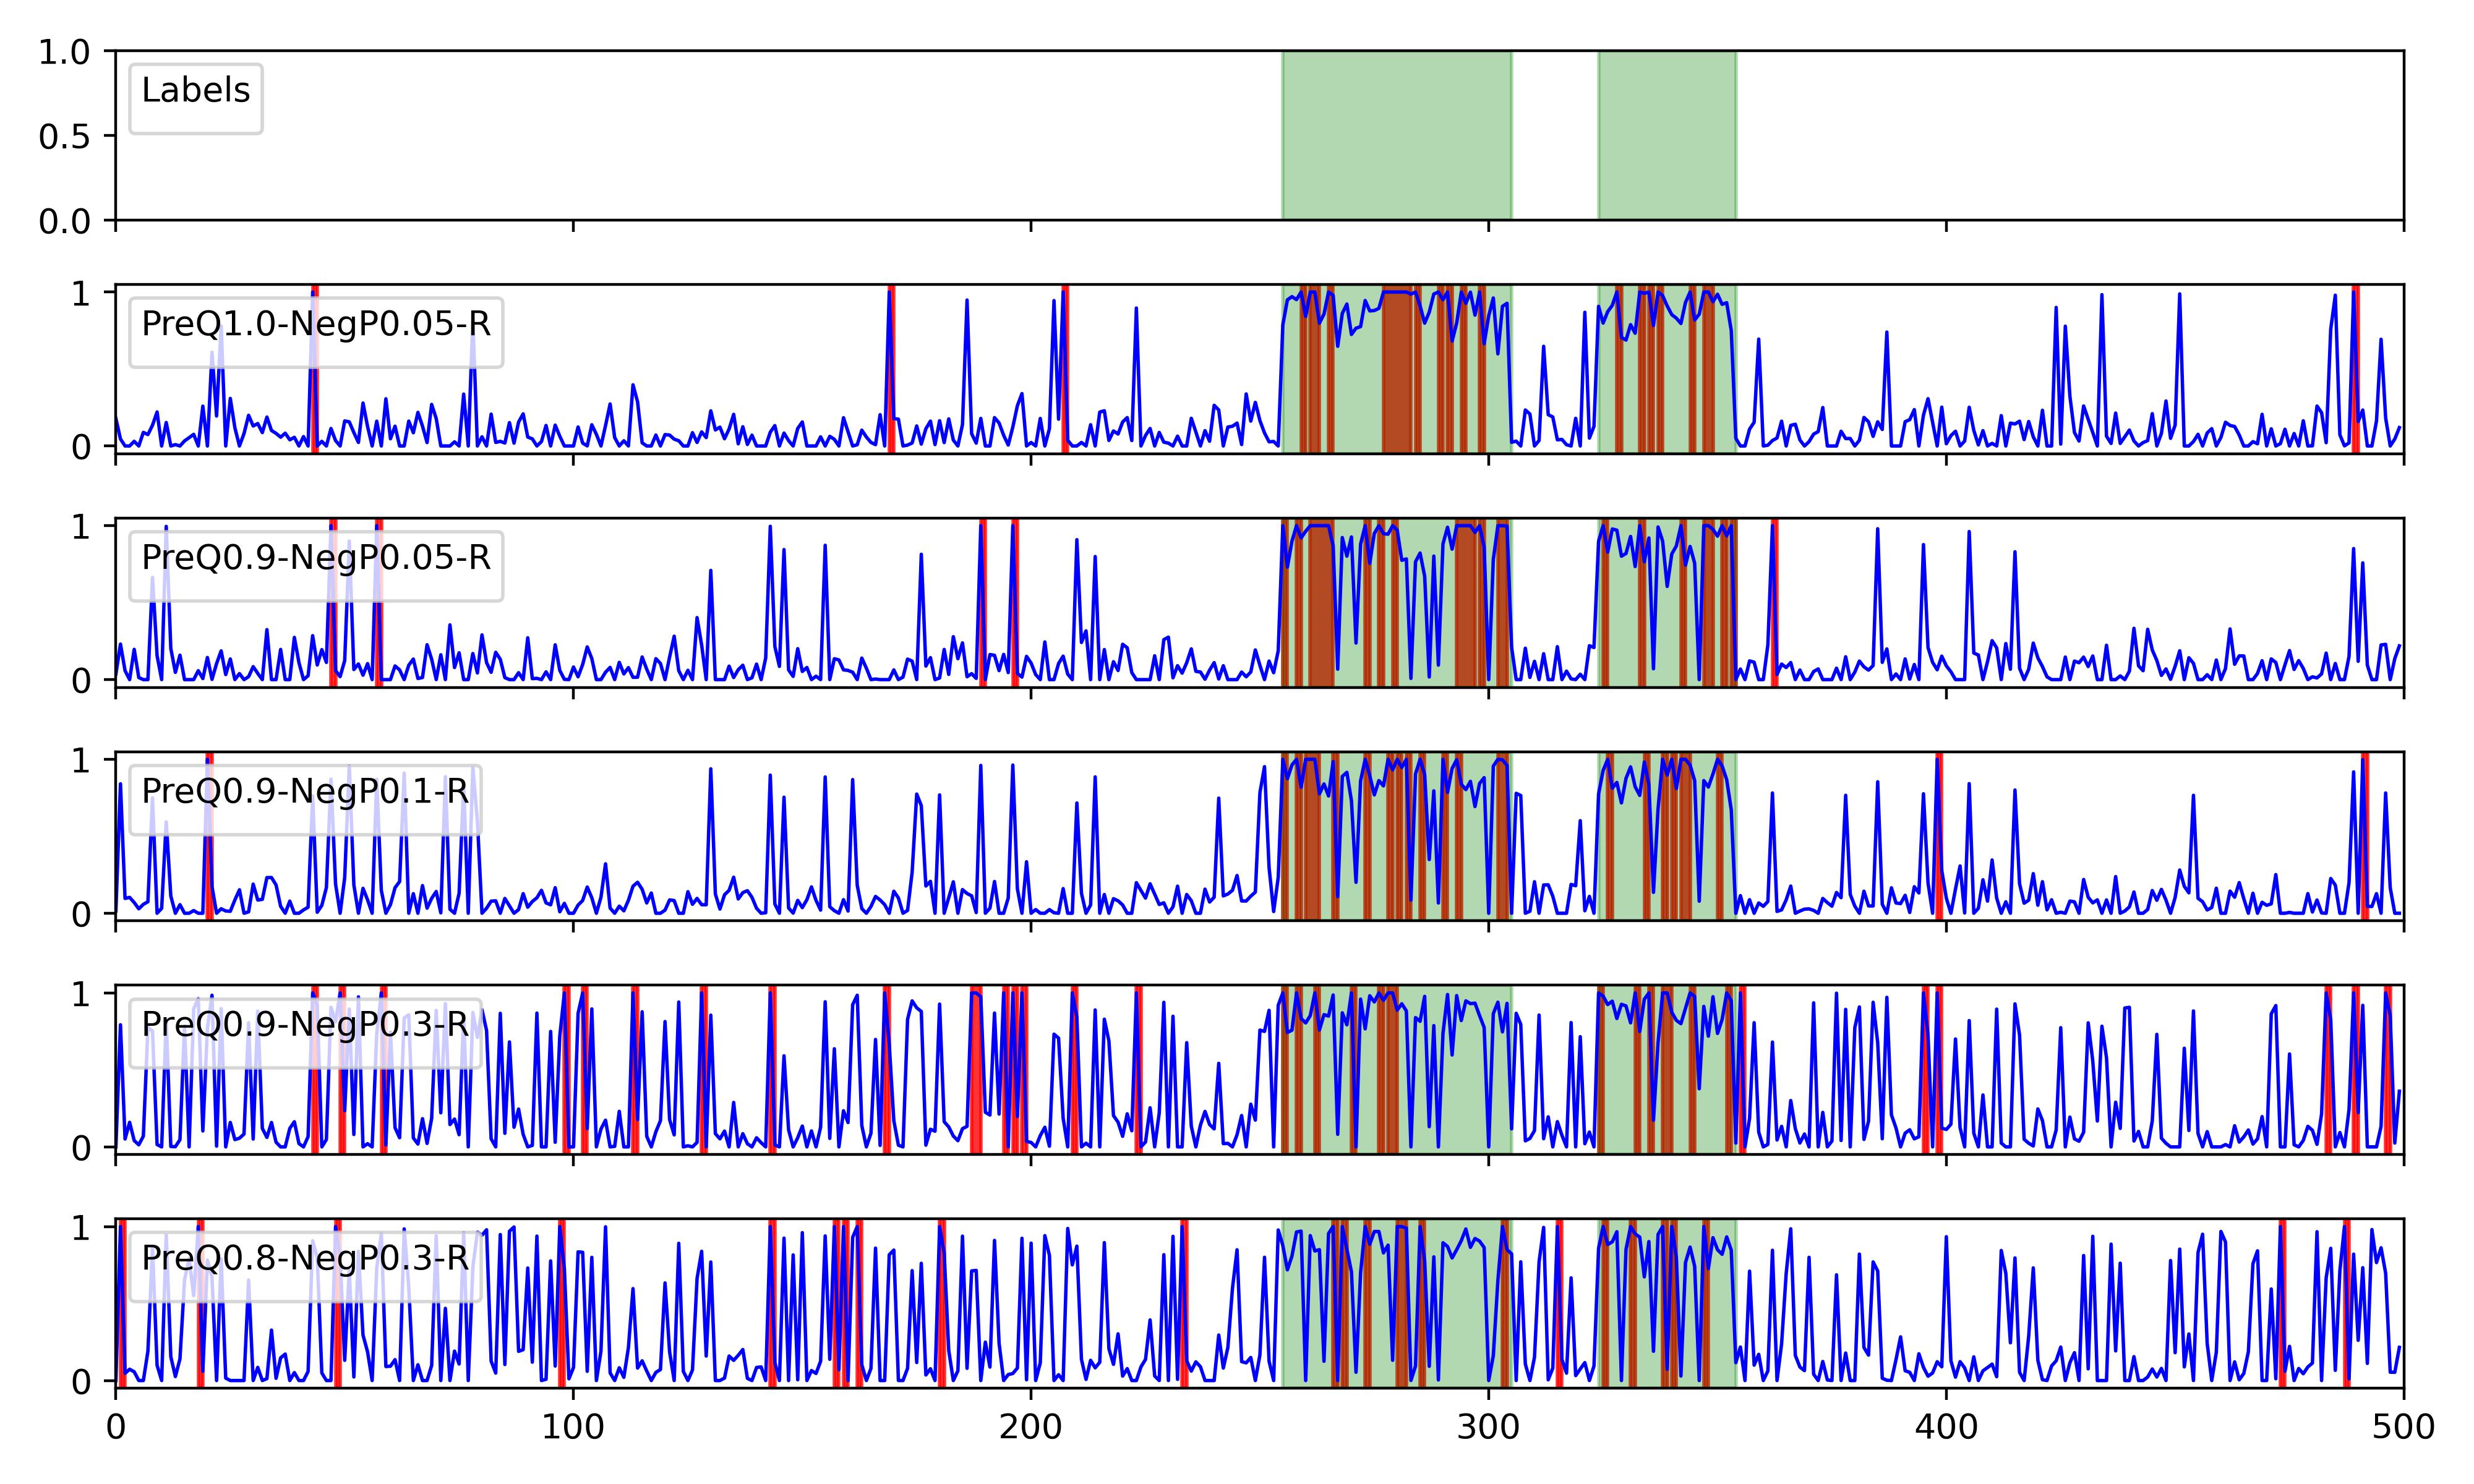 1.0
Labels
0.5
0.0
1
PreQ1.0-NegP0.05-R
0
1
PreQ0.9-NegP0.05-R
0
1
PreQ0.9-NegP0.1-R
0
1
PreQ0.9-NegP0.3-R
0
1
PreQ0.8-NegP0.3-R
0
0 100 200 300 400 500